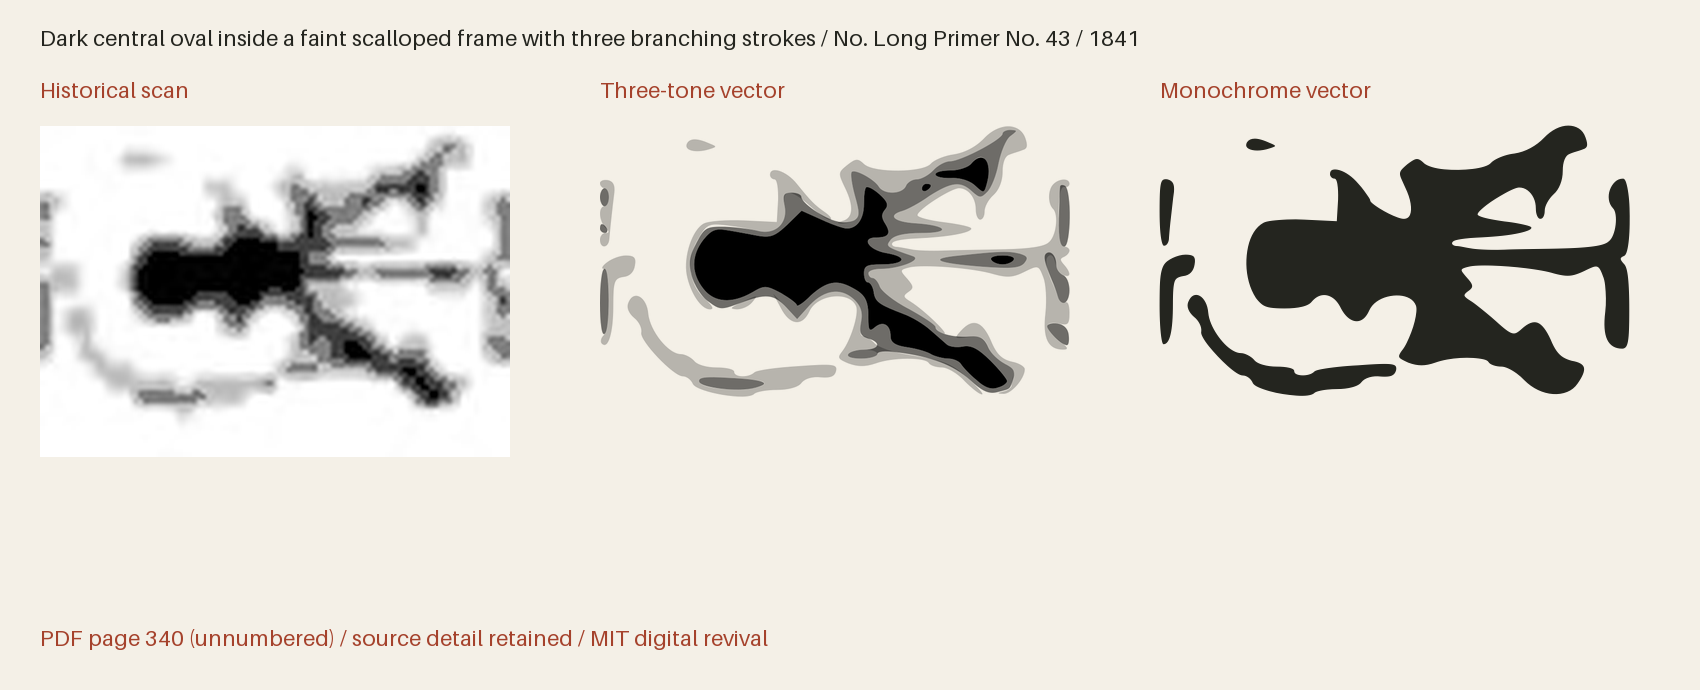 Dark central oval inside a faint scalloped frame with three branching strokes / No. Long Primer No. 43 / 1841
Historical scan
Three-tone vector
Monochrome vector
PDF page 340 (unnumbered) / source detail retained / MIT digital revival